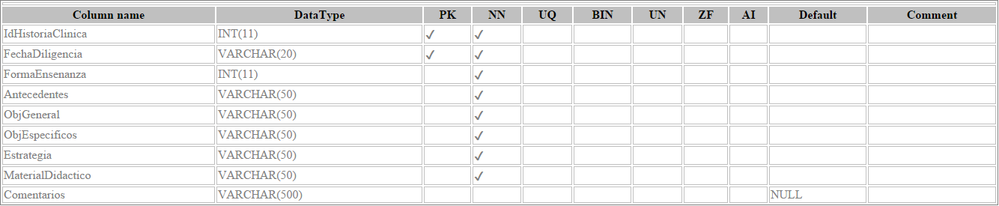 Column name DataType PK NN UQ BIN UN ZF AI Default Comment
IdHistoriaClinica INT(11) ✓ ✓
FechaDiligencia VARCHAR(20) ✓ ✓
FormaEnsenanza INT(11) ✓
Antecedentes VARCHAR(50) ✓
ObjGeneral VARCHAR(50) ✓
ObjEspecificos VARCHAR(50) ✓
Estrategia VARCHAR(50) ✓
MaterialDidactico VARCHAR(50) ✓
Comentarios VARCHAR(500) NULL